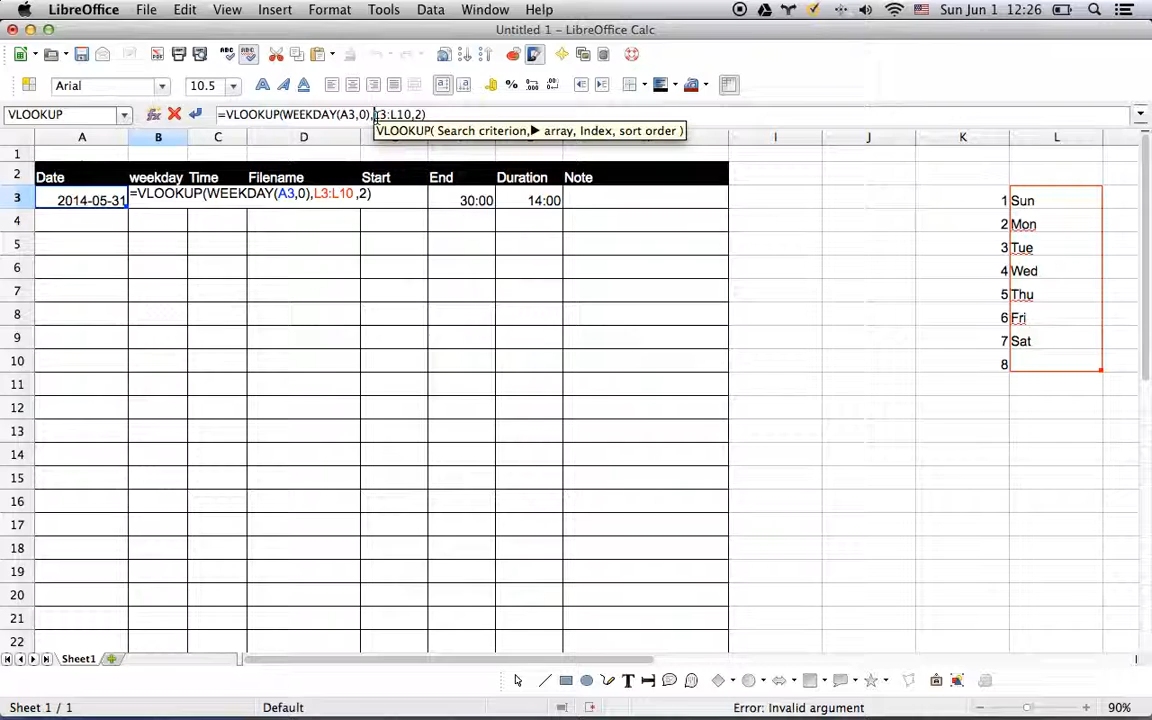 LibreOffice File Edit View Insert Format Tools Data Window Help Sun Jun 1 12:26
Untitled 1 – LibreOffice Calc
Arial 10.5
VLOOKUP =VLOOKUP(WEEKDAY(A3,0),L3:L10,2)
VLOOKUP( Search criterion, array, Index, sort order )
A B C D K L
1
2 Date weekday Time Filename Start End Duration Note
3 2014-05-31 =VLOOKUP(WEEKDAY(A3,0),L3:L10 ,2) 30:00 14:00 1 Sun
4 2 Mon
5 3 Tue
6 4 Wed
7 5 Thu
8 6 Fri
9 7 Sat
10 8
11
12
13
14
15
16
17
18
19
20
21
22
I J
Sheet1
Sheet 1 / 1 Default Error: Invalid argument 90%